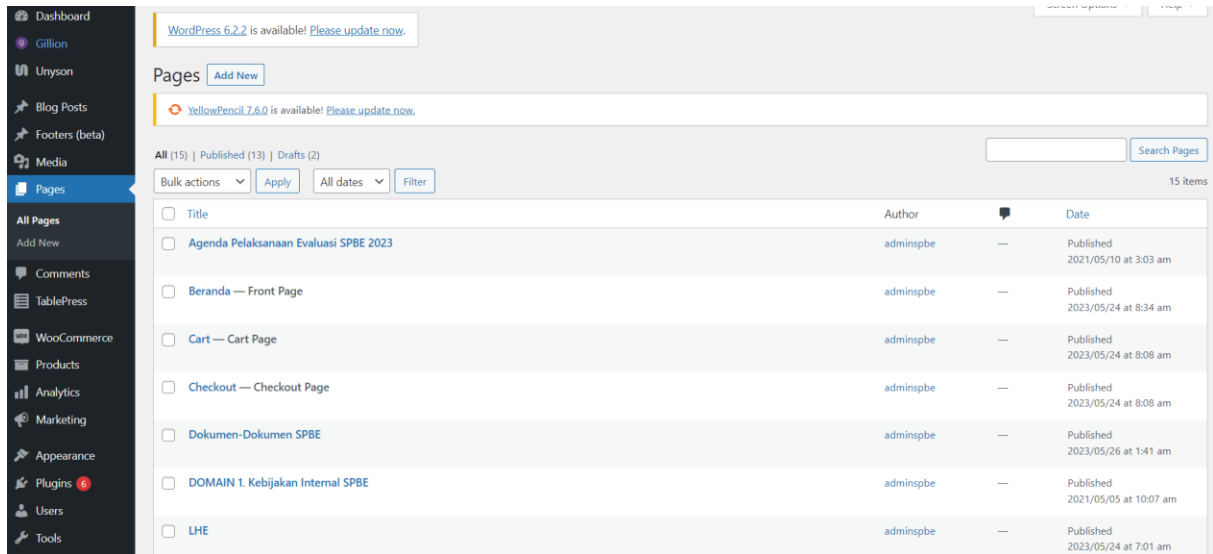 Screen Options
Help
Dashboard
Gillion
Unyson
Blog Posts
Footers (beta)
Media
Pages
All Pages
Add New
Comments
TablePress
WooCommerce
Products
Analytics
Marketing
Appearance
Plugins 6
Users
Tools
WordPress 6.2.2 is available! Please update now.
Pages Add New
YellowPencil 7.6.0 is available! Please update now.
All (15) | Published (13) | Drafts (2)
Search Pages
Bulk actions Apply All dates Filter
15 items
Title Author Date
Agenda Pelaksanaan Evaluasi SPBE 2023 adminspbe — Published
2021/05/10 at 3:03 am
Beranda — Front Page adminspbe — Published
2023/05/24 at 8:34 am
Cart — Cart Page adminspbe — Published
2023/05/24 at 8:08 am
Checkout — Checkout Page adminspbe — Published
2023/05/24 at 8:08 am
Dokumen-Dokumen SPBE adminspbe — Published
2023/05/26 at 1:41 am
DOMAIN 1. Kebijakan Internal SPBE adminspbe — Published
2021/05/05 at 10:07 am
LHE adminspbe — Published
2023/05/24 at 7:01 am